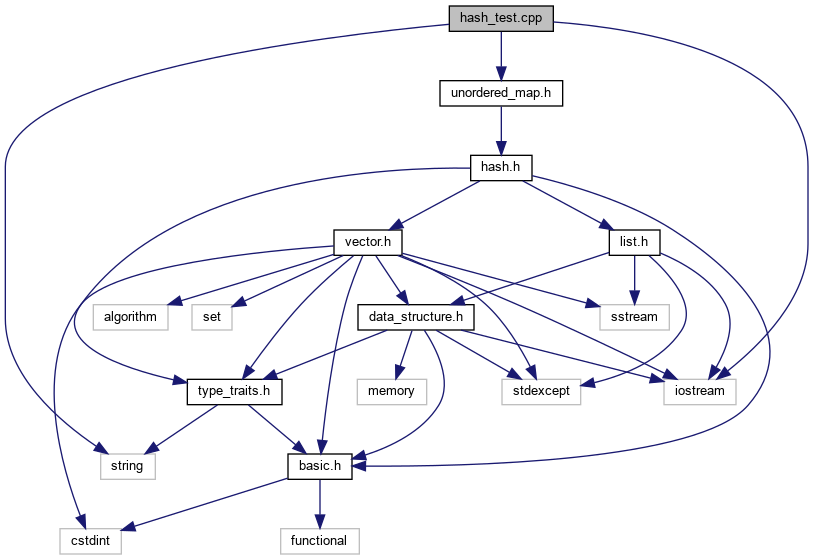 hash_test.cpp
unordered_map.h
hash.h
vector.h
list.h
algorithm
set
data_structure.h
sstream
type_traits.h
memory
stdexcept
iostream
string
basic.h
cstdint
functional